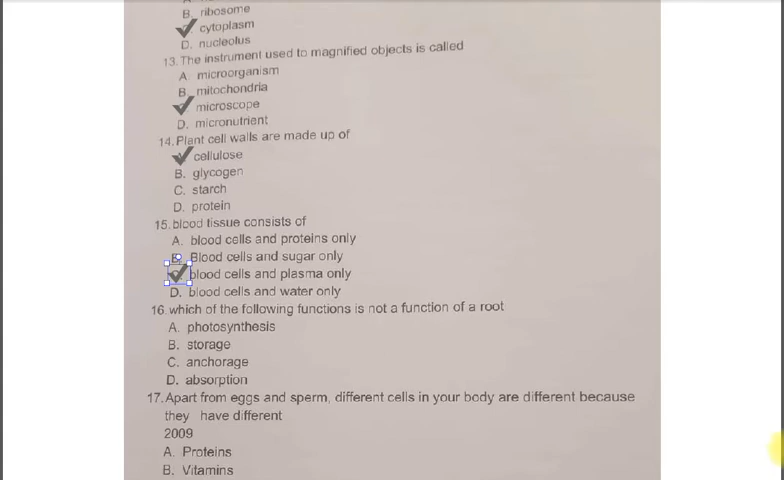 B. ribosome
cytoplasm
D. nucleolus
13. The instrument used to magnified objects is called
A. microorganism
B. mitochondria
microscope
D. micronutrient
14. Plant cell walls are made up of
cellulose
B. glycogen
C. starch
D. protein
15. blood tissue consists of
A. blood cells and proteins only
B. Blood cells and sugar only
blood cells and plasma only
D. blood cells and water only
16. which of the following functions is not a function of a root
A. photosynthesis
B. storage
C. anchorage
D. absorption
17. Apart from eggs and sperm, different cells in your body are different because
they have different
2009
A. Proteins
B. Vitamins